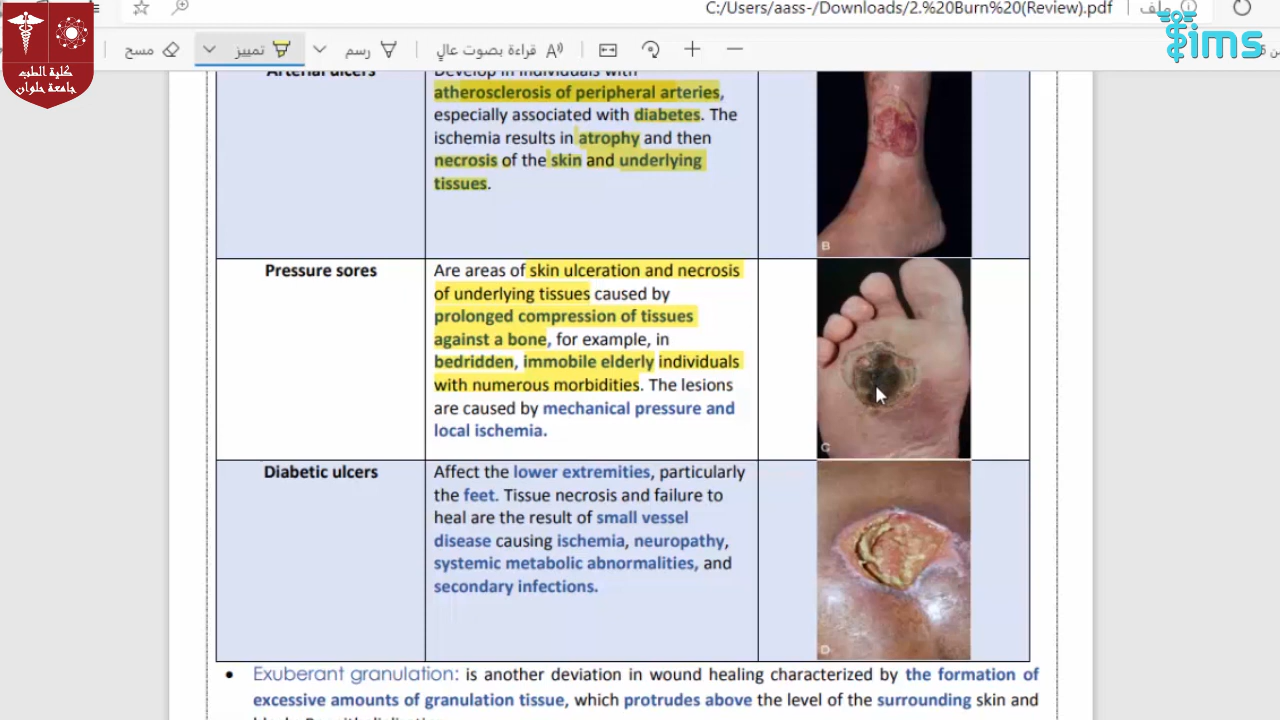 C:/Users/aass-/Downloads/2.%20Burn%20(Review).pdf
ملف
ims
كلية الطب
جامعة حلوان
مسح
تمييز
رسم
قراءة بصوت عالٍ
من
Arterial ulcers
Develop in individuals with
atherosclerosis of peripheral arteries,
especially associated with diabetes. The
ischemia results in atrophy and then
necrosis of the skin and underlying
tissues.
B
Pressure sores
Are areas of skin ulceration and necrosis
of underlying tissues caused by
prolonged compression of tissues
against a bone, for example, in
bedridden, immobile elderly individuals
with numerous morbidities. The lesions
are caused by mechanical pressure and
local ischemia.
C
Diabetic ulcers
Affect the lower extremities, particularly
the feet. Tissue necrosis and failure to
heal are the result of small vessel
disease causing ischemia, neuropathy,
systemic metabolic abnormalities, and
secondary infections.
D
• Exuberant granulation: is another deviation in wound healing characterized by the formation of
excessive amounts of granulation tissue, which protrudes above the level of the surrounding skin and